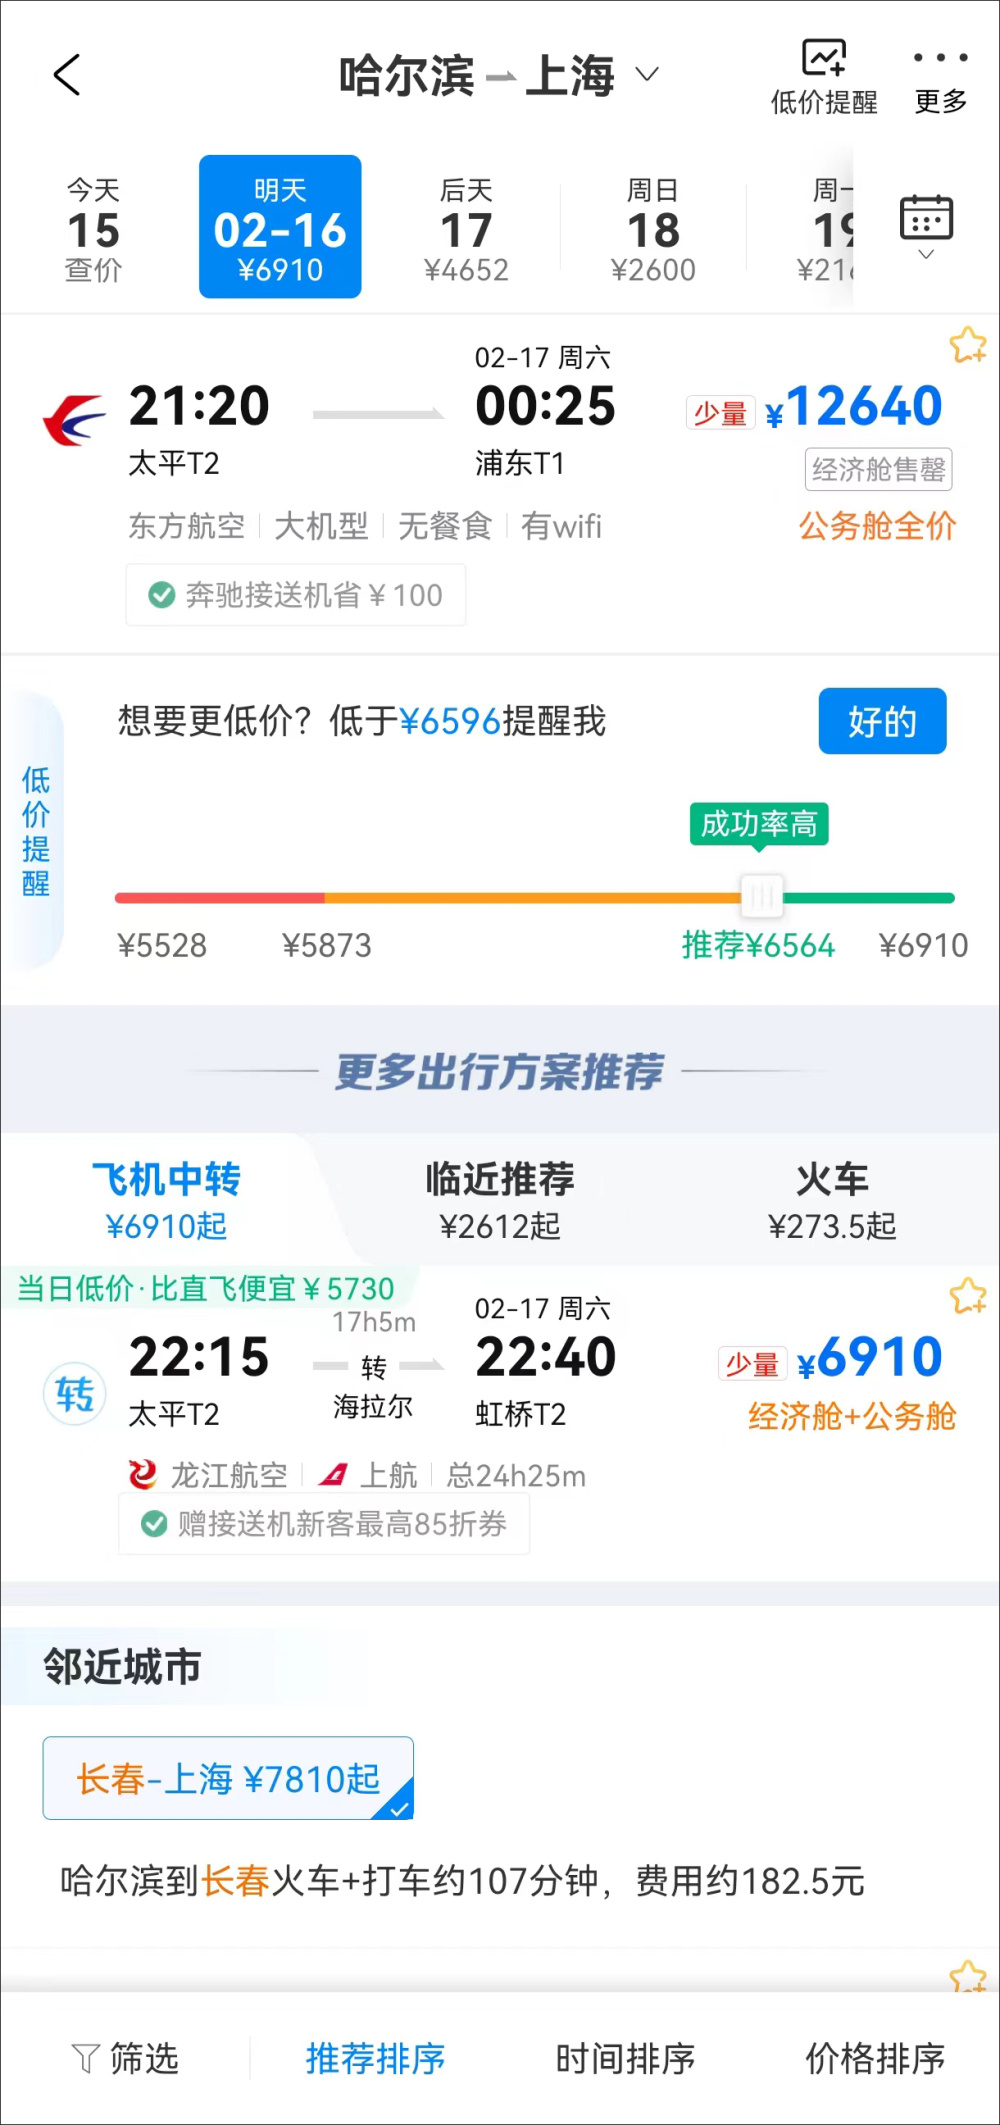 哈尔滨 上海
低价提醒
更多
今天
15
查价
明天
02-16
¥6910
后天
17
¥4652
周日
18
¥2600
周一
02-17 周六
21:20
00:25
少量 ¥12640
太平T2
浦东T1
经济舱售罄
东方航空 大机型 无餐食 有wifi
公务舱全价
奔驰接送机省￥100
低价提醒
想要更低价？低于¥6596提醒我
好的
成功率高
¥5528
¥5873
推荐¥6564
¥6910
更多出行方案推荐
飞机中转
¥6910起
临近推荐
¥2612起
火车
¥273.5起
当日低价·比直飞便宜￥5730
17h5m
02-17 周六
转
22:15
转
22:40
少量 ¥6910
太平T2
海拉尔
虹桥T2
经济舱+公务舱
龙江航空 上航 总24h25m
赠接送机新客最高85折券
邻近城市
长春-上海 ¥7810起
哈尔滨到长春火车+打车约107分钟，费用约182.5元
筛选
推荐排序
时间排序
价格排序